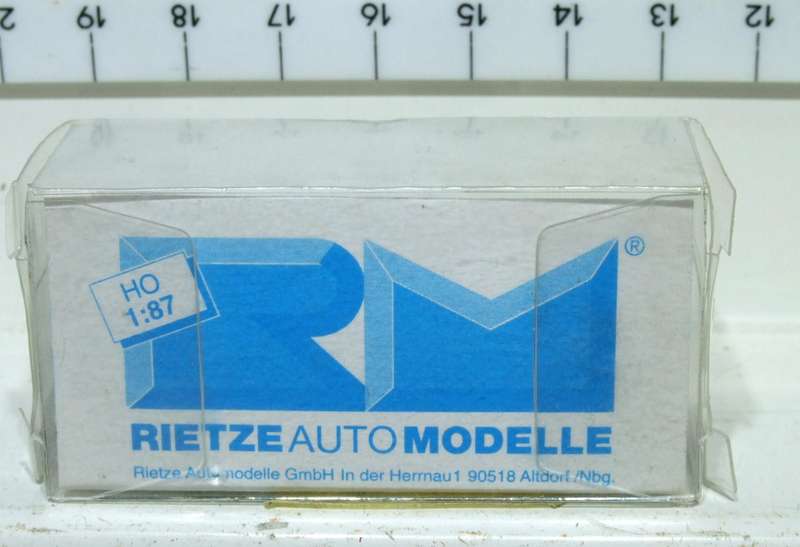 19 18 17 16 15 14 13 12
RM®
HO
1:87
RIETZE AUTO MODELLE
Rietze Automodelle GmbH In der Herrnau1 90518 Altdorf/Nbg.